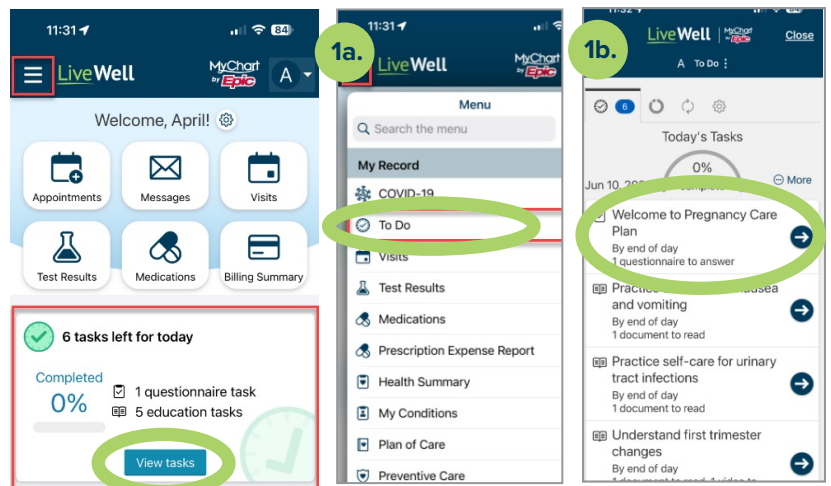 11:31
84
LiveWell
MyChart
by Epic
A
Welcome, April!
Appointments
Messages
Visits
Test Results
Medications
Billing Summary
6 tasks left for today
Completed
0%
1 questionnaire task
5 education tasks
View tasks
1a.
11:31
LiveWell
MyChart
by Epic
Menu
Search the menu
My Record
COVID-19
To Do
Visits
Test Results
Medications
Prescription Expense Report
Health Summary
My Conditions
Plan of Care
Preventive Care
1b.
LiveWell
MyChart
by Epic
Close
A To Do
6
Today's Tasks
0%
Jun 10,
More
Welcome to Pregnancy Care
Plan
By end of day
1 questionnaire to answer
and vomiting
By end of day
1 document to read
Practice self-care for urinary
tract infections
By end of day
1 document to read
Understand first trimester
changes
By end of day